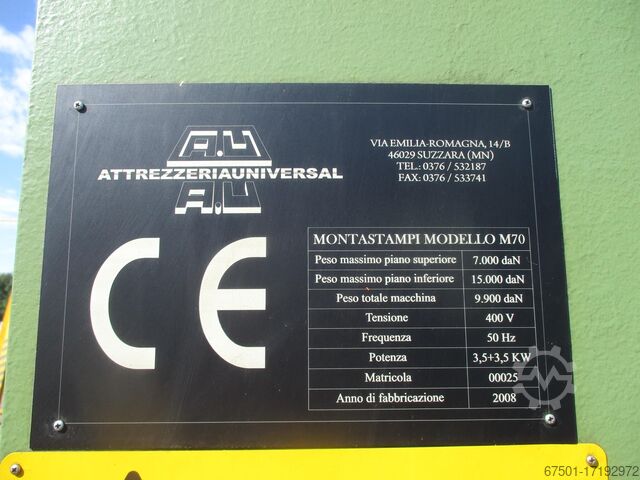 A.U
ATTREZZERIAUNIVERSAL
A.U
VIA EMILIA-ROMAGNA, 14/B
46029 SUZZARA (MN)
TEL.: 0376 / 532187
FAX: 0376 / 533741
CE
MONTASTAMPI MODELLO M70
Peso massimo piano superiore 7.000 daN
Peso massimo piano inferiore 15.000 daN
Peso totale macchina 9.900 daN
Tensione 400 V
Frequenza 50 Hz
Potenza 3,5+3,5 KW
Matricola 00025
Anno di fabbricazione 2008
67501-17192972